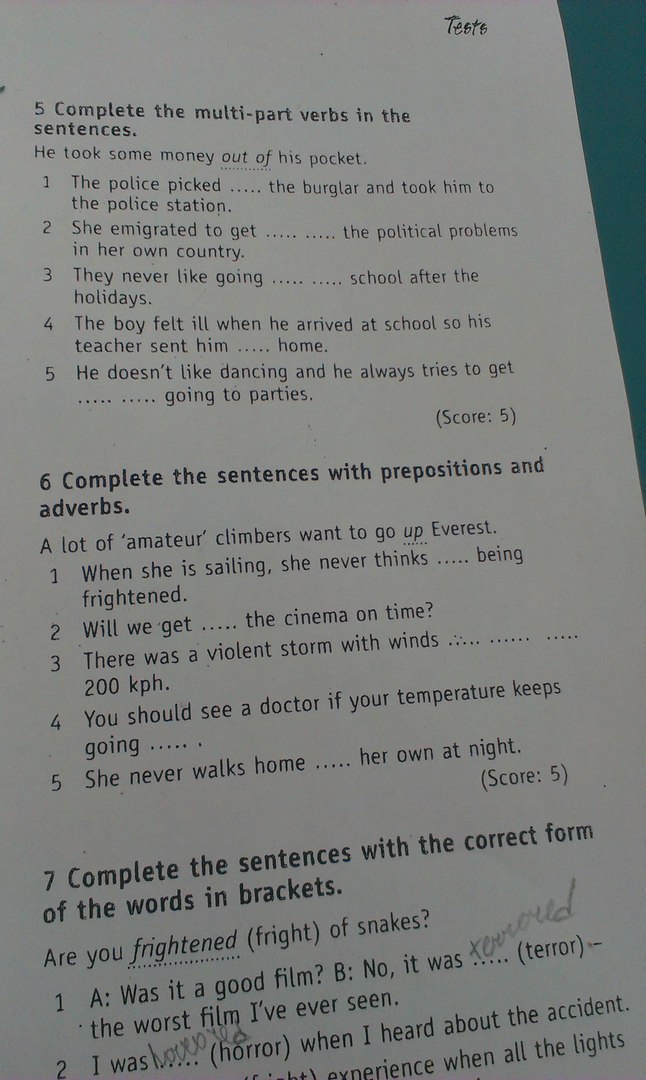 Tests
5 Complete the multi-part verbs in the
sentences.
He took some money out of his pocket.
1 The police picked ..... the burglar and took him to
the police station.
2 She emigrated to get ..... ..... the political problems
in her own country.
3 They never like going ..... ..... school after the
holidays.
4 The boy felt ill when he arrived at school so his
teacher sent him ..... home.
5 He doesn't like dancing and he always tries to get
..... ..... going to parties.
(Score: 5)
6 Complete the sentences with prepositions and
adverbs.
A lot of 'amateur' climbers want to go up Everest.
1 When she is sailing, she never thinks ..... being
frightened.
2 Will we get ..... the cinema on time?
3 There was a violent storm with winds ..... ...... .....
200 kph.
4 You should see a doctor if your temperature keeps
going ..... .
5 She never walks home ..... her own at night.
(Score: 5)
7 Complete the sentences with the correct form
of the words in brackets.
Are you frightened (fright) of snakes?
1 A: Was it a good film? B: No, it was ..... (terror) –
the worst film I've ever seen.
2 I was ..... (horror) when I heard about the accident.
experience when all the lights